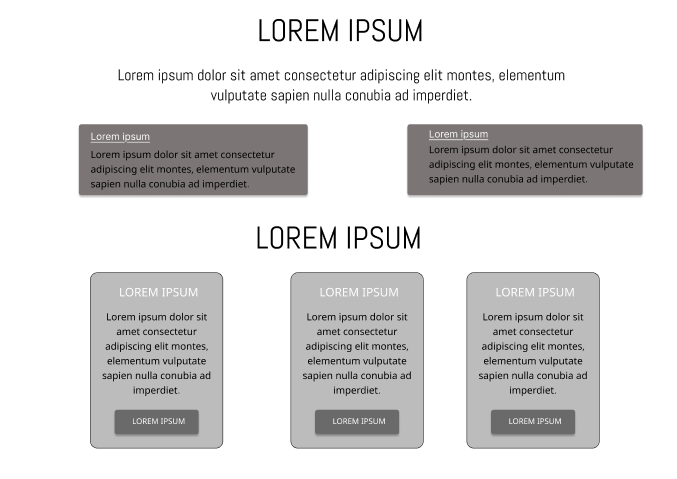 LOREM IPSUM
Lorem ipsum dolor sit amet consectetur adipiscing elit montes, elementum
vulputate sapien nulla conubia ad imperdiet.
Lorem ipsum
Lorem ipsum dolor sit amet consectetur
adipiscing elit montes, elementum vulputate
sapien nulla conubia ad imperdiet.
Lorem ipsum
Lorem ipsum dolor sit amet consectetur
adipiscing elit montes, elementum vulputate
sapien nulla conubia ad imperdiet.
LOREM IPSUM
LOREM IPSUM
Lorem ipsum dolor sit
amet consectetur
adipiscing elit montes,
elementum vulputate
sapien nulla conubia ad
imperdiet.
LOREM IPSUM
LOREM IPSUM
Lorem ipsum dolor sit
amet consectetur
adipiscing elit montes,
elementum vulputate
sapien nulla conubia ad
imperdiet.
LOREM IPSUM
LOREM IPSUM
Lorem ipsum dolor sit
amet consectetur
adipiscing elit montes,
elementum vulputate
sapien nulla conubia ad
imperdiet.
LOREM IPSUM